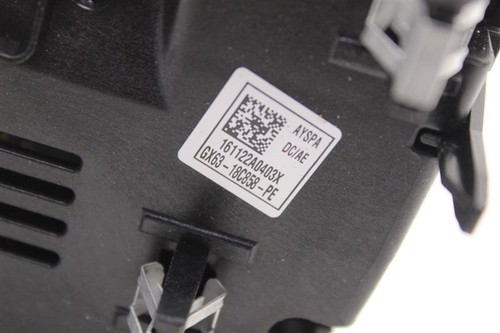 AYSPA
DC/AE
161122A0403X
GX63-18C858-PE